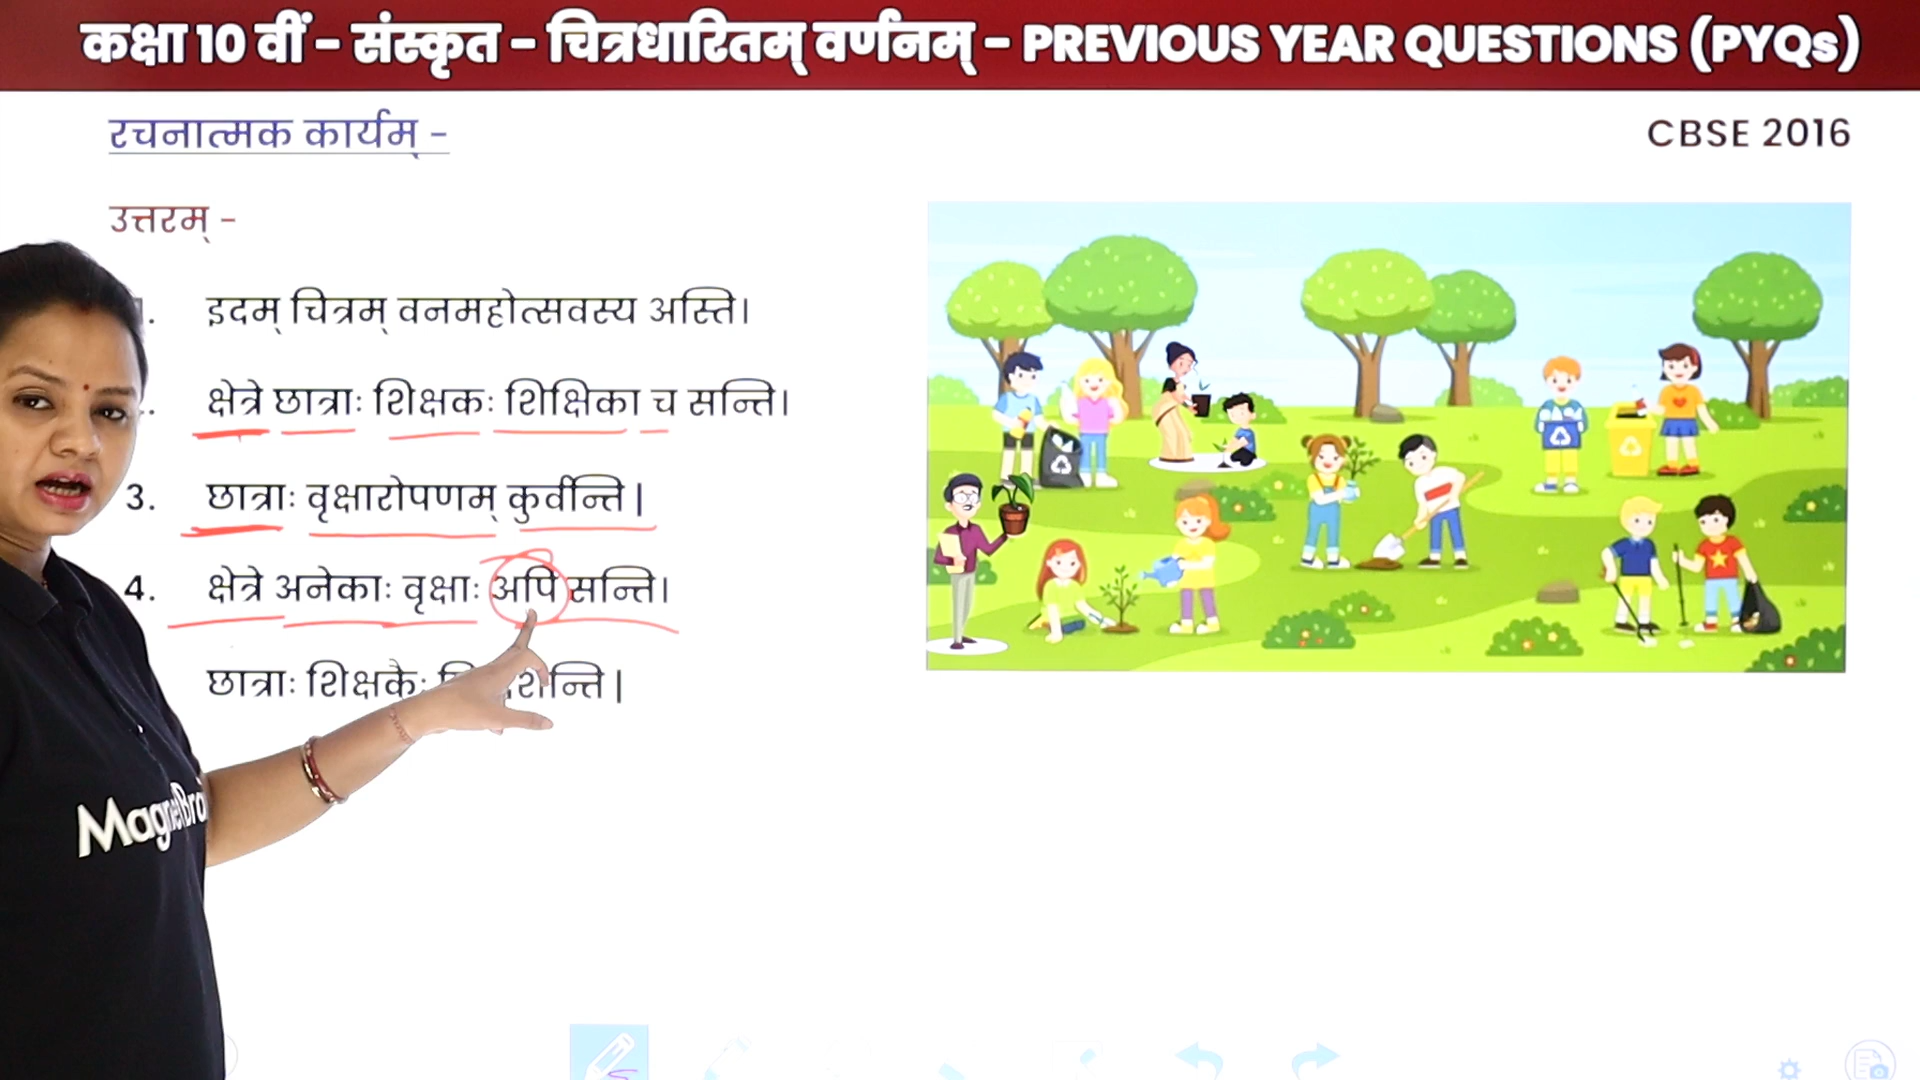 कक्षा 10 वीं - संस्कृत - चित्रधारितम् वर्णनम् - PREVIOUS YEAR QUESTIONS (PYQs)
रचनात्मक कार्यम् -
CBSE 2016
उत्तरम् -
इदम् चित्रम् वनमहोत्सवस्य अस्ति।
क्षेत्रे छात्राः शिक्षकः शिक्षिका च सन्ति।
3. छात्राः वृक्षारोपणम् कुर्वन्ति |
4. क्षेत्रे अनेकाः वृक्षाः अपि सन्ति।
छात्राः शिक्षकैः